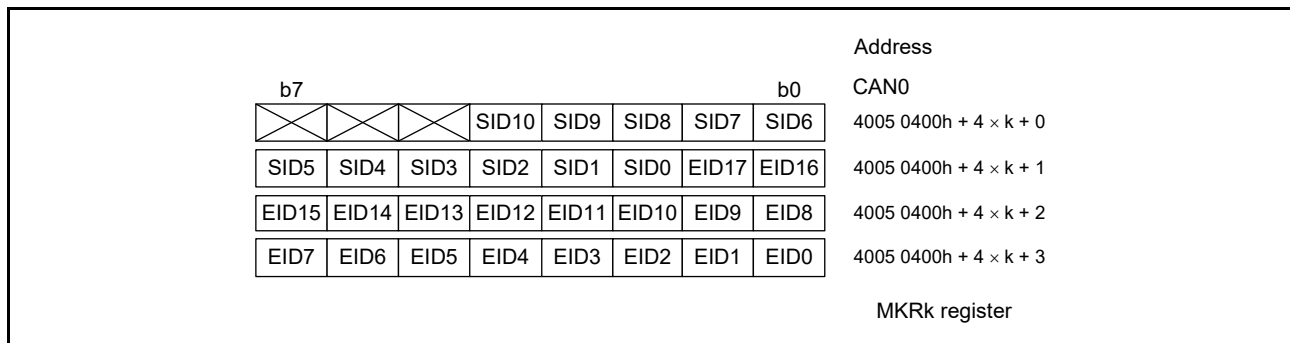 Address
b7 b0 CAN0
SID10 SID9 SID8 SID7 SID6 4005 0400h + 4 × k + 0
SID5 SID4 SID3 SID2 SID1 SID0 EID17 EID16 4005 0400h + 4 × k + 1
EID15 EID14 EID13 EID12 EID11 EID10 EID9 EID8 4005 0400h + 4 × k + 2
EID7 EID6 EID5 EID4 EID3 EID2 EID1 EID0 4005 0400h + 4 × k + 3
MKRk register